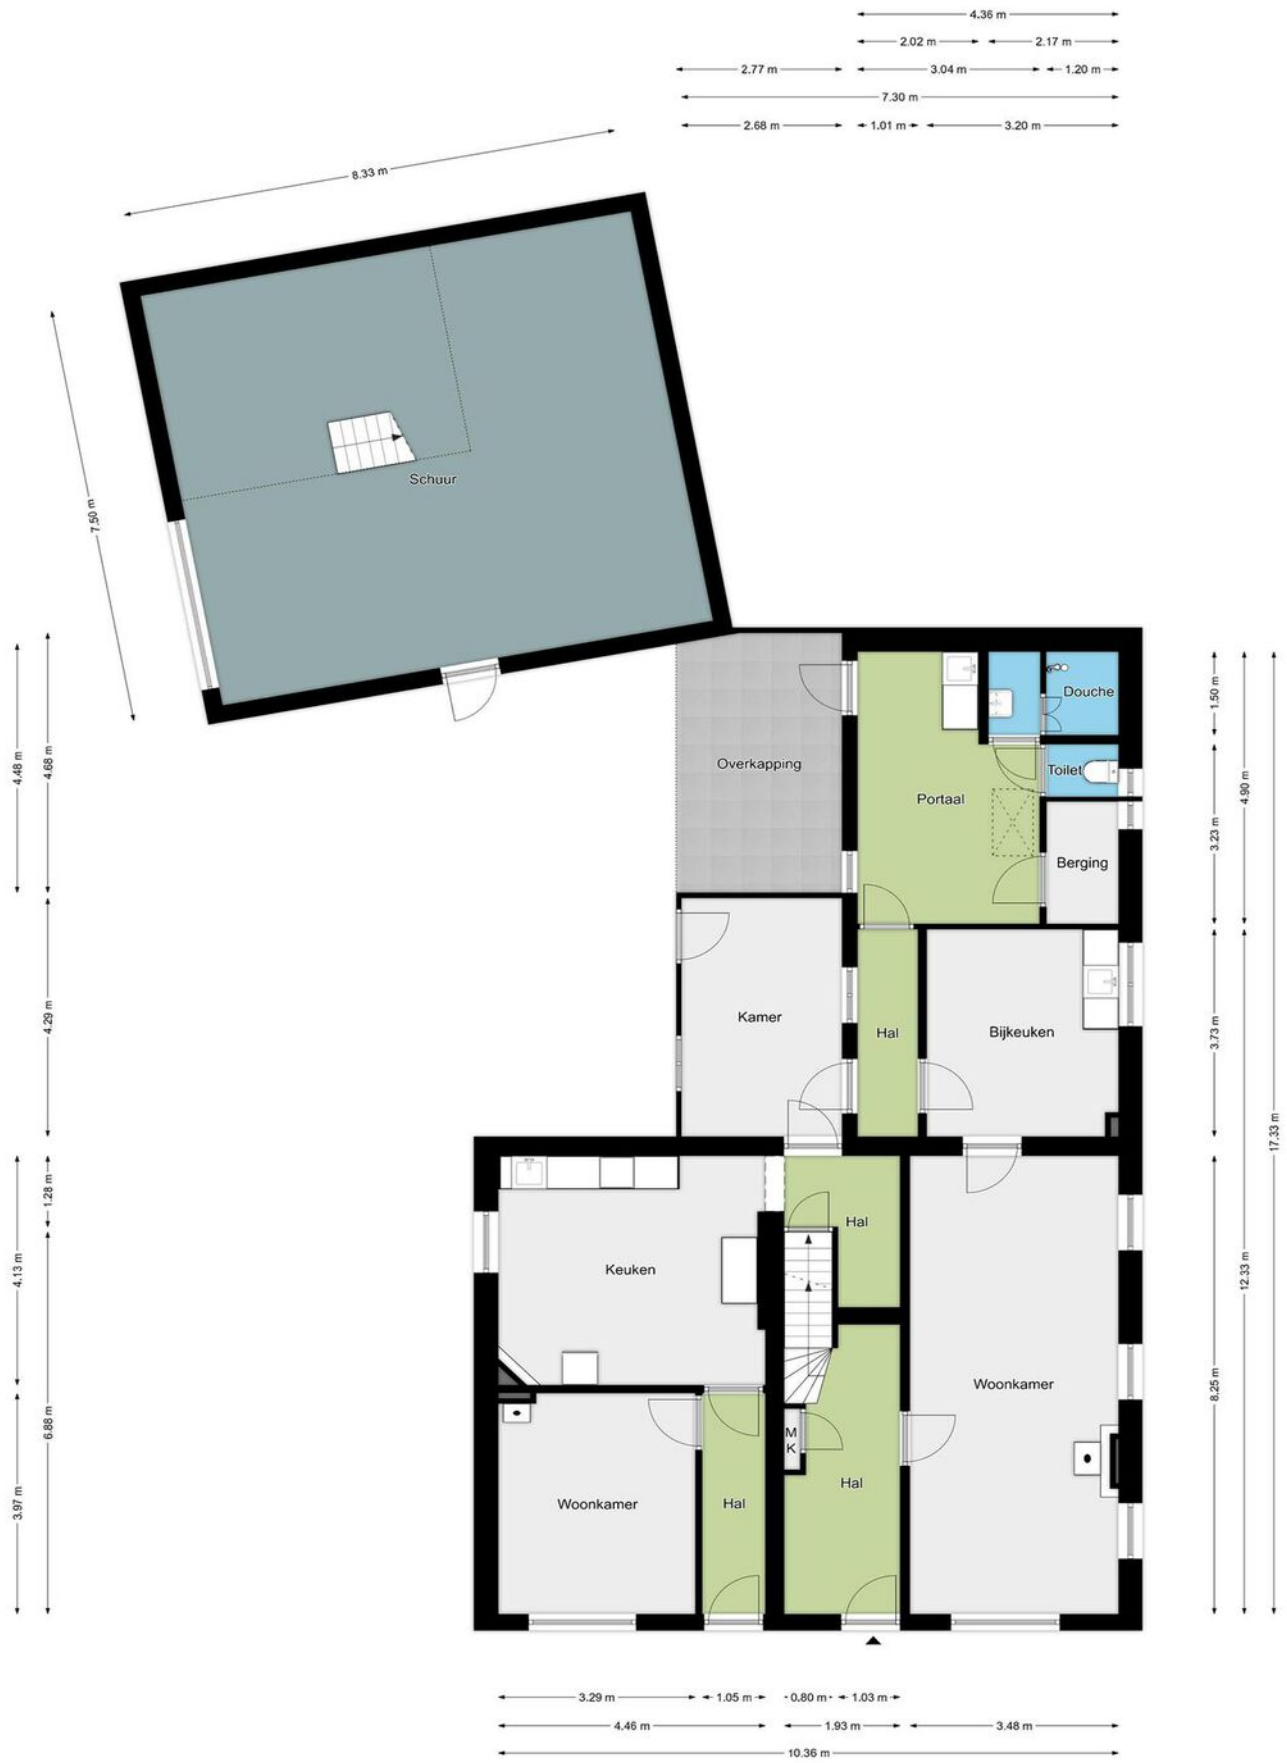 4.36 m
2.02 m
2.17 m
2.77 m
3.04 m
1.20 m
7.30 m
2.68 m
1.01 m
3.20 m
8.33 m
7.50 m
Schuur
4.48 m
4.68 m
Overkapping
Portaal
Douche
Toilet
Berging
1.50 m
3.23 m
4.90 m
4.29 m
Kamer
Hal
Bijkeuken
3.73 m
17.33 m
1.28 m
4.13 m
Keuken
Hal
12.33 m
8.25 m
6.88 m
3.97 m
Woonkamer
M
K
Hal
Woonkamer
Hal
3.29 m
1.05 m
0.80 m
1.03 m
4.46 m
1.93 m
3.48 m
10.36 m